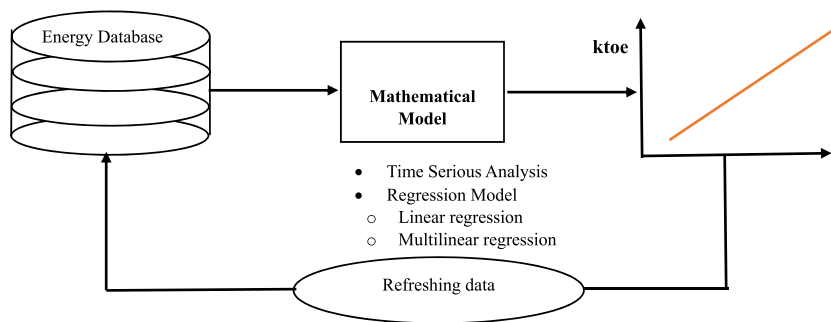 Energy Database
ktoe
Mathematical
Model
• Time Serious Analysis
• Regression Model
o Linear regression
o Multilinear regression
Refreshing data